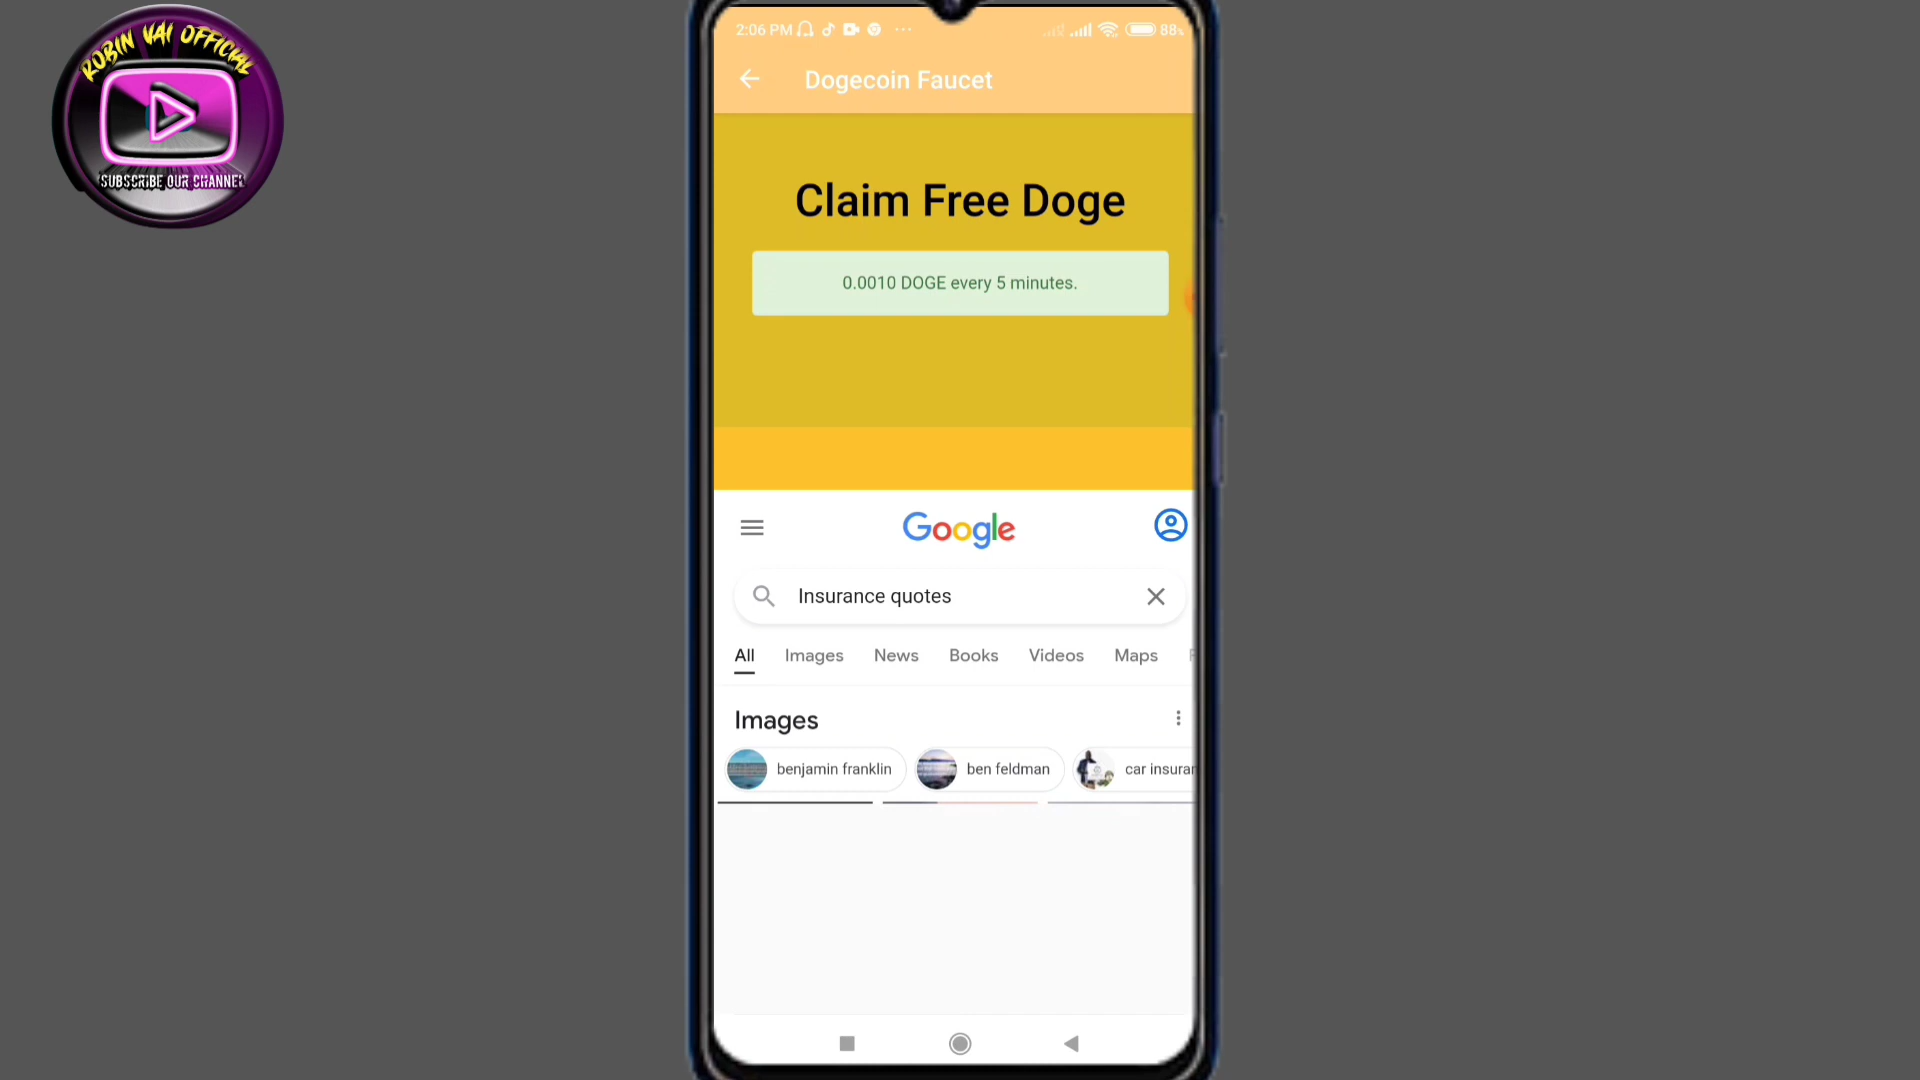 ROBIN VAI OFFICIAL
SUBSCRIBE OUR CHANNEL
2:06 PM
88%
Dogecoin Faucet
Claim Free Doge
0.0010 DOGE every 5 minutes.
Google
Insurance quotes
All Images News Books Videos Maps
Images
benjamin franklin
ben feldman
car insuran